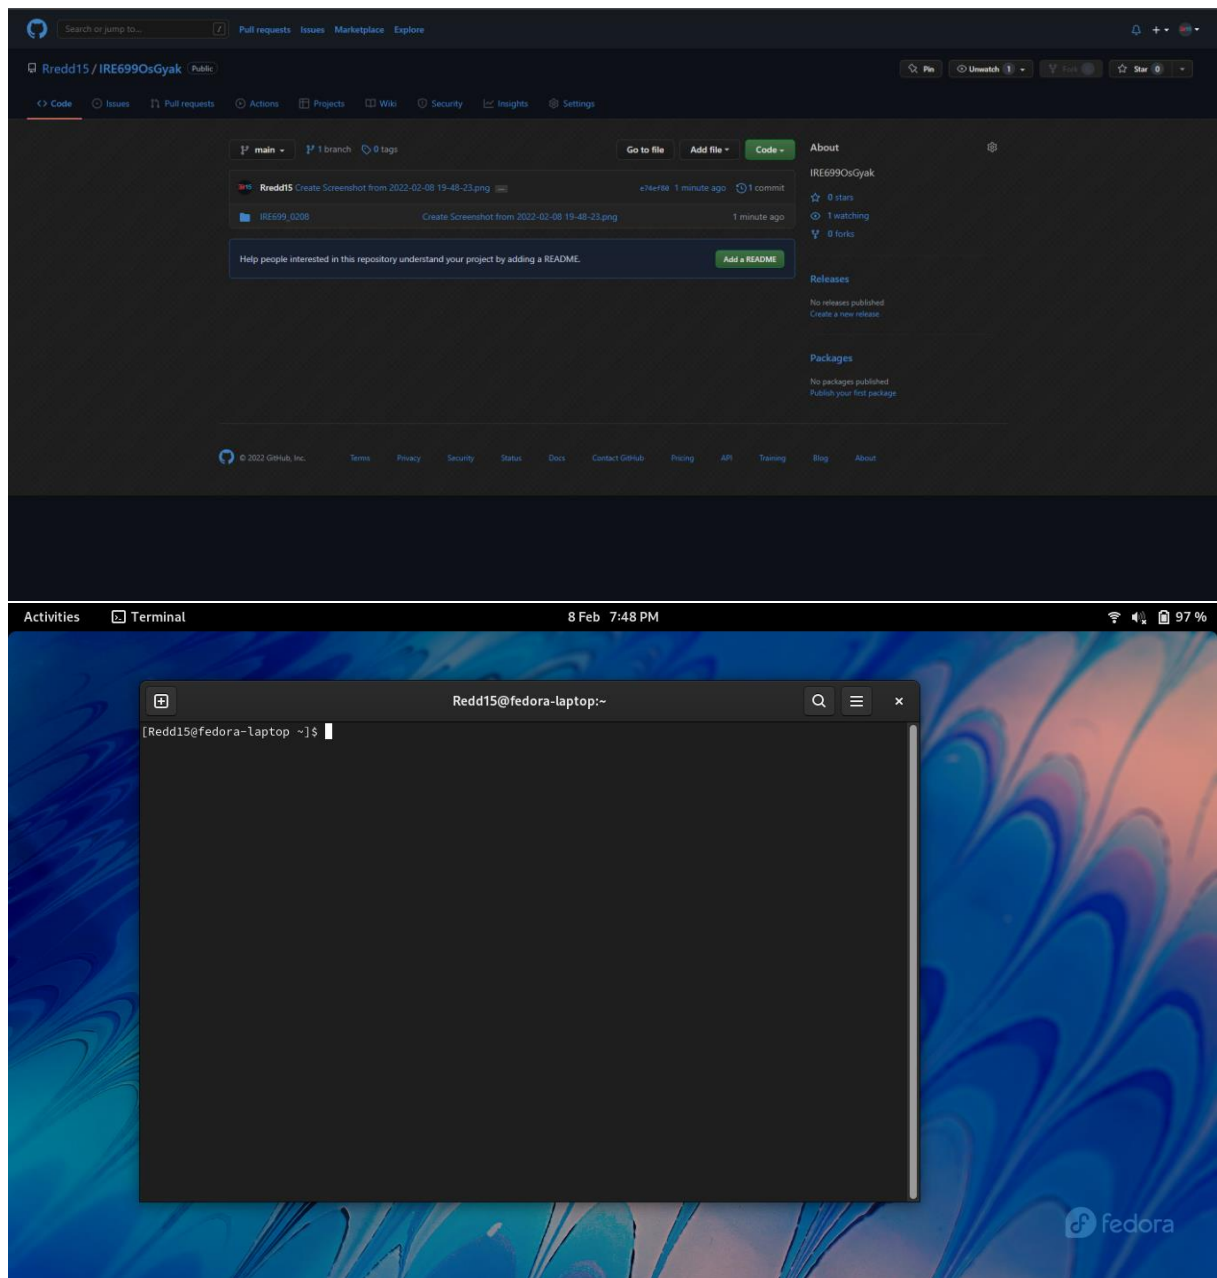 Search or jump to... /
Pull requests Issues Marketplace Explore
Rredd15 / IRE699OsGyak Public
Pin Unwatch 1 Fork Star 0
Code Issues Pull requests Actions Projects Wiki Security Insights Settings
main 1 branch 0 tags Go to file Add file Code
Rredd15 Create Screenshot from 2022-02-08 19-48-23.png ... e74ef80 1 minute ago 1 commit
IRE699_0208 Create Screenshot from 2022-02-08 19-48-23.png 1 minute ago
Help people interested in this repository understand your project by adding a README. Add a README
About
IRE699OsGyak
0 stars
1 watching
0 forks
Releases
No releases published
Create a new release
Packages
No packages published
Publish your first package
© 2022 GitHub, Inc. Terms Privacy Security Status Docs Contact GitHub Pricing API Training Blog About
Activities Terminal 8 Feb 7:48 PM 97 %
Redd15@fedora-laptop:~
[Redd15@fedora-laptop ~]$
fedora